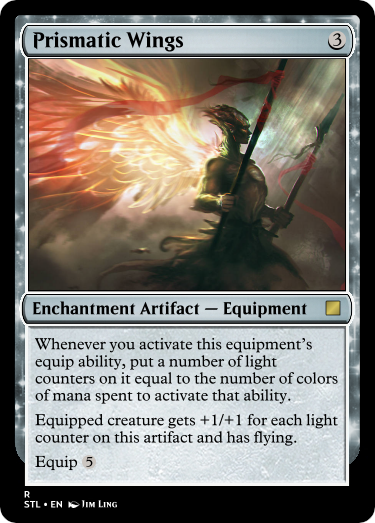 Prismatic Wings 3
Enchantment Artifact — Equipment
Whenever you activate this equipment's
equip ability, put a number of light
counters on it equal to the number of colors
of mana spent to activate that ability.
Equipped creature gets +1/+1 for each light
counter on this artifact and has flying.
Equip 5
R
STL • EN Jim Ling